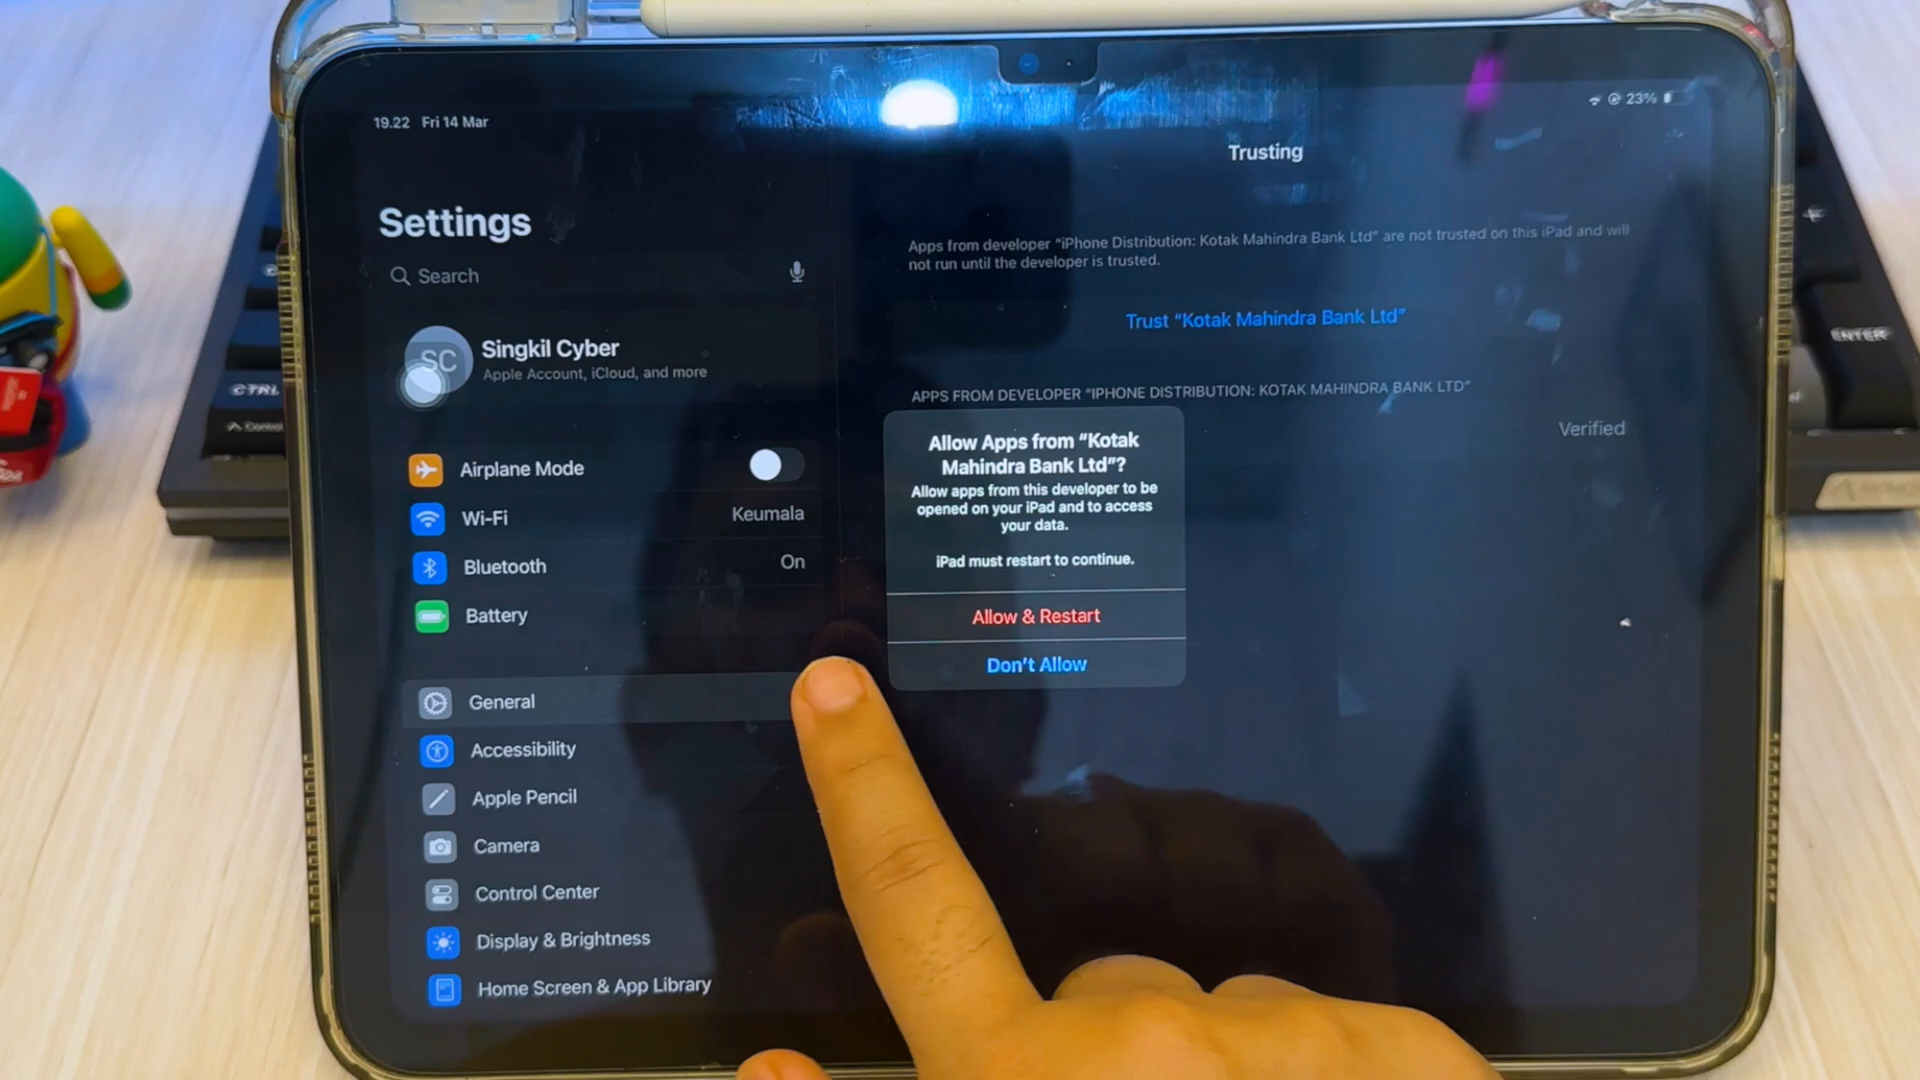 19.22 Fri 14 Mar
23%
Settings
Search
SC
Singkil Cyber
Apple Account, iCloud, and more
Airplane Mode
Wi-Fi
Keumala
Bluetooth
On
Battery
General
Accessibility
Apple Pencil
Camera
Control Center
Display & Brightness
Home Screen & App Library
Trusting
Apps from developer "iPhone Distribution: Kotak Mahindra Bank Ltd" are not trusted on this iPad and will
not run until the developer is trusted.
Trust "Kotak Mahindra Bank Ltd"
APPS FROM DEVELOPER "IPHONE DISTRIBUTION: KOTAK MAHINDRA BANK LTD"
Verified
Allow Apps from "Kotak
Mahindra Bank Ltd"?
Allow apps from this developer to be
opened on your iPad and to access
your data.
iPad must restart to continue.
Allow & Restart
Don't Allow
CTRL
Control
ENTER